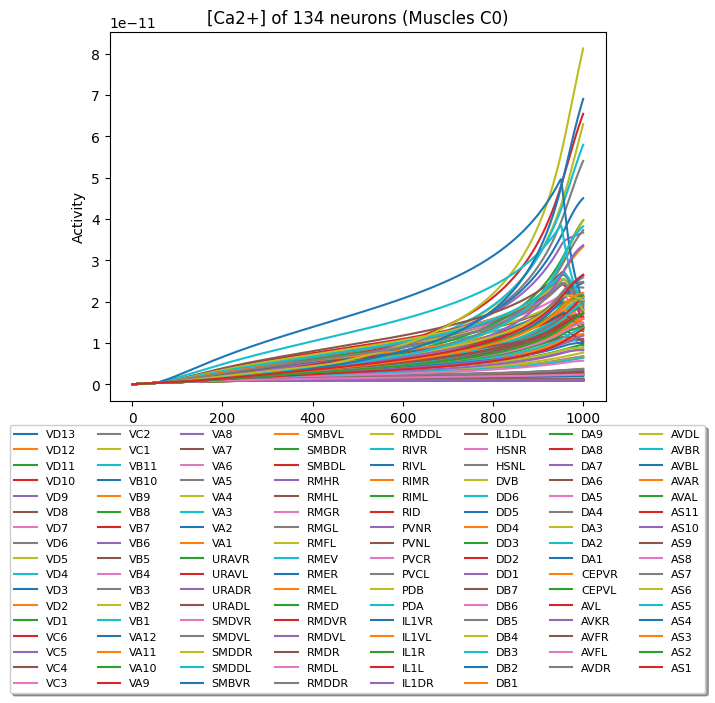 [Ca2+] of 134 neurons (Muscles C0)
1e−11
8
7
6
5
4
3
2
1
0
Activity
0 200 400 600 800 1000
VD13 VC2 VA8 SMBVL RMDDL IL1DL DA9 AVDL
VD12 VC1 VA7 SMBDR RIVR HSNR DA8 AVBR
VD11 VB11 VA6 SMBDL RIVL HSNL DA7 AVBL
VD10 VB10 VA5 RMHR RIMR DVB DA6 AVAR
VD9 VB9 VA4 RMHL RIML DD6 DA5 AVAL
VD8 VB8 VA3 RMGR RID DD5 DA4 AS11
VD7 VB7 VA2 RMGL PVNR DD4 DA3 AS10
VD6 VB6 VA1 RMFL PVNL DD3 DA2 AS9
VD5 VB5 URAVR RMEV PVCR DD2 DA1 AS8
VD4 VB4 URAVL RMER PVCL DD1 CEPVR AS7
VD3 VB3 URADR RMEL PDB DB7 CEPVL AS6
VD2 VB2 URADL RMED PDA DB6 AVL AS5
VD1 VB1 SMDVR RMDVR IL1VR DB5 AVKR AS4
VC6 VA12 SMDVL RMDVL IL1VL DB4 AVFR AS3
VC5 VA11 SMDDR RMDR IL1R DB3 AVFL AS2
VC4 VA10 SMDDL RMDL IL1L DB2 AVDR AS1
VC3 VA9 SMBVR RMDDR IL1DR DB1